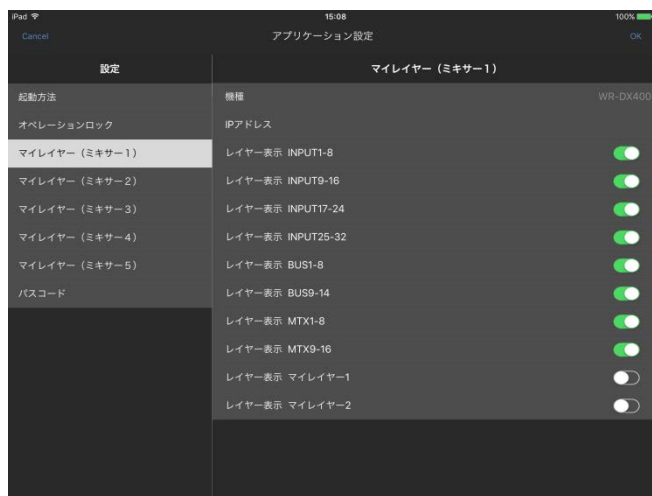 iPad 15:08 100%
Cancel アプリケーション設定 OK
設定
起動方法
オペレーションロック
マイレイヤー（ミキサー１）
マイレイヤー（ミキサー２）
マイレイヤー（ミキサー３）
マイレイヤー（ミキサー４）
マイレイヤー（ミキサー５）
パスコード
マイレイヤー（ミキサー１）
機種 WR-DX400
IPアドレス
レイヤー表示 INPUT1-8
レイヤー表示 INPUT9-16
レイヤー表示 INPUT17-24
レイヤー表示 INPUT25-32
レイヤー表示 BUS1-8
レイヤー表示 BUS9-14
レイヤー表示 MTX1-8
レイヤー表示 MTX9-16
レイヤー表示 マイレイヤー1
レイヤー表示 マイレイヤー2